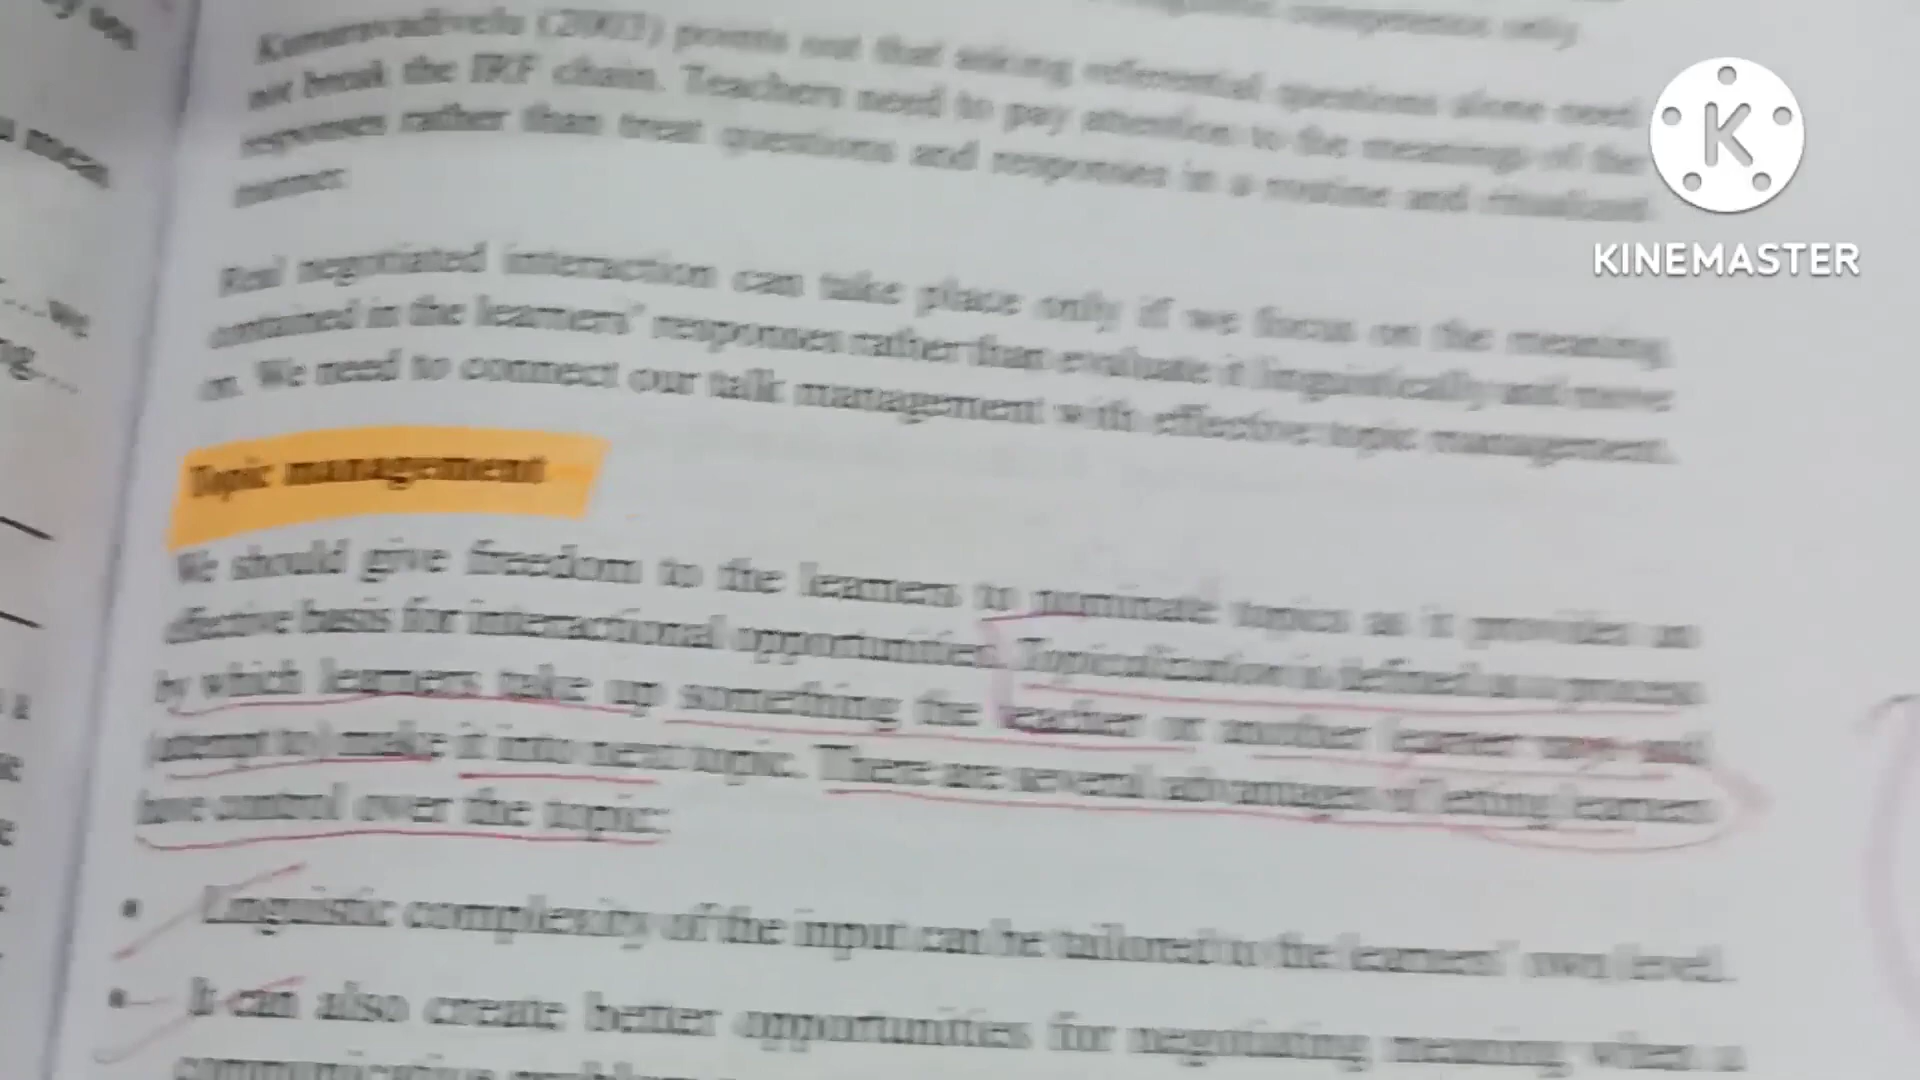 Kumaravadivelu (2003) points out that asking referential questions alone need
not break the IRF chain. Teachers need to pay attention to the meanings of the
responses rather than treat questions and responses in a routine and ritualized
manner.
Real negotiated interaction can take place only if we focus on the meaning
contained in the learners' responses rather than evaluate it linguistically and move
on. We need to connect our talk management with effective topic management.
Topic management
We should give freedom to the learners to nominate topics as it provides an
effective basis for interactional opportunities. Topicalization is defined as a process
by which learners take up something the teacher or another learner says and
(attempt to) make it into next topic. There are several advantages of letting learners
have control over the topic:
• Linguistic complexity of the input can be tailored to the learners' own level.
• It can also create better opportunities for negotiating meaning when a
communicative problem
u mean
...we
ng...
K
KINEMASTER